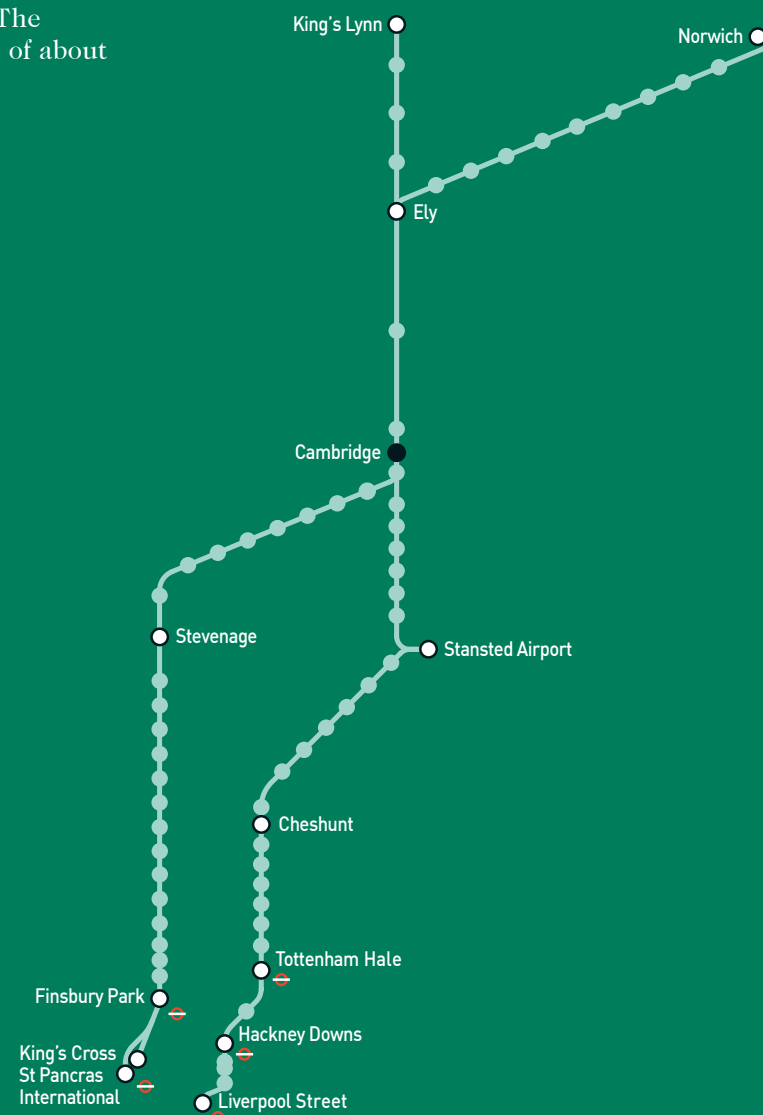 The
of about
King's Lynn
Norwich
Ely
Cambridge
Stevenage
Stansted Airport
Cheshunt
Tottenham Hale
Finsbury Park
Hackney Downs
King's Cross
St Pancras
International
Liverpool Street